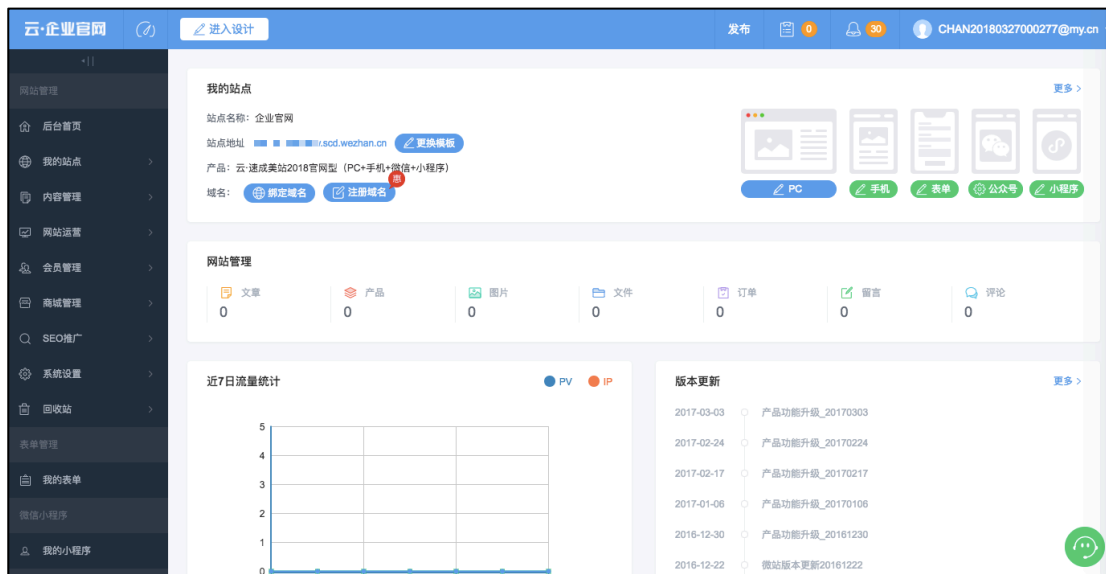 云·企业官网
进入设计
发布
0
30
CHAN20180327000277@my.cn
网站管理
后台首页
我的站点
内容管理
网站运营
会员管理
商城管理
SEO推广
系统设置
回收站
表单管理
我的表单
微信小程序
我的小程序
我的站点
更多 >
站点名称：企业官网
站点地址 r.scd.wezhan.cn 更换模板
产品：云·速成美站2018官网型（PC+手机+微信+小程序）
惠
域名： 绑定域名 注册域名
PC 手机 表单 公众号 小程序
网站管理
文章 产品 图片 文件 订单 留言 评论
0 0 0 0 0 0 0
近7日流量统计
PV IP
5
4
3
2
1
0
版本更新
更多 >
2017-03-03 产品功能升级_20170303
2017-02-24 产品功能升级_20170224
2017-02-17 产品功能升级_20170217
2017-01-06 产品功能升级_20170106
2016-12-30 产品功能升级_20161230
2016-12-22 微站版本更新20161222